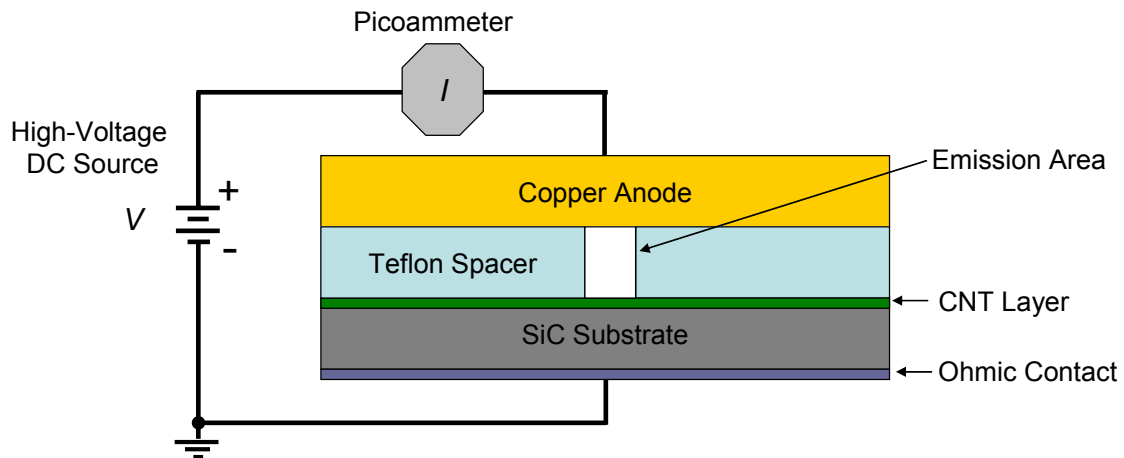 Picoammeter
I
High-Voltage
DC Source
V
+
-
Emission Area
Copper Anode
Teflon Spacer
CNT Layer
SiC Substrate
Ohmic Contact